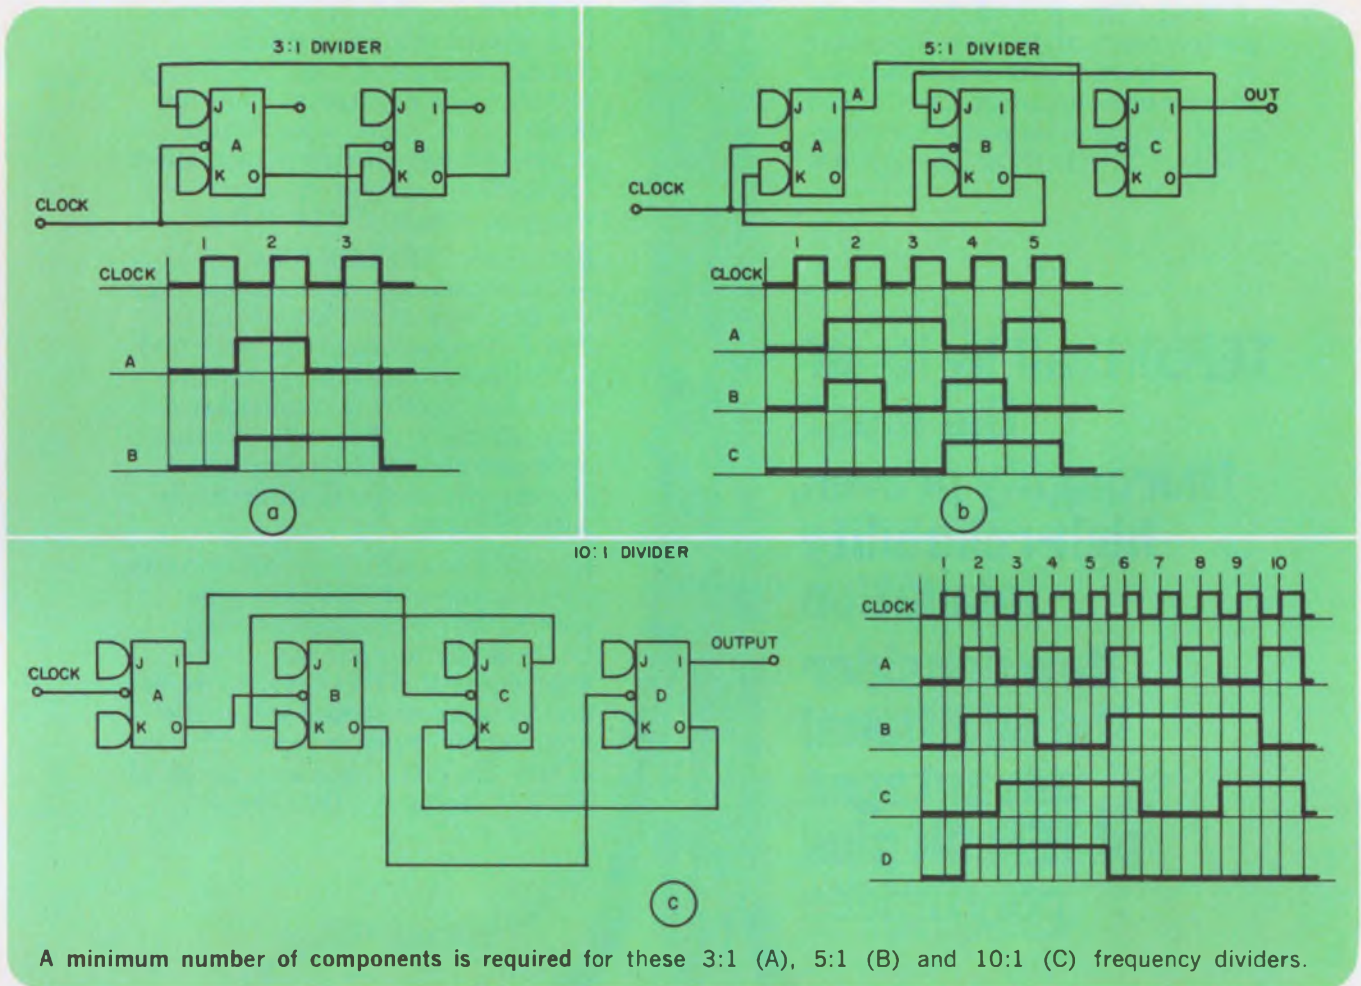 3:1 DIVIDER
J 1
A
K 0
J 1
B
K 0
CLOCK
1 2 3
CLOCK
A
B
a
5:1 DIVIDER
A
J 1
A
K 0
J 1
B
K 0
J 1
C
K 0
OUT
CLOCK
1 2 3 4 5
CLOCK
A
B
C
b
10:1 DIVIDER
CLOCK
J 1
A
K 0
J 1
B
K 0
J 1
C
K 0
J 1
D
K 0
OUTPUT
1 2 3 4 5 6 7 8 9 10
CLOCK
A
B
C
D
c
A minimum number of components is required for these 3:1 (A), 5:1 (B) and 10:1 (C) frequency dividers.